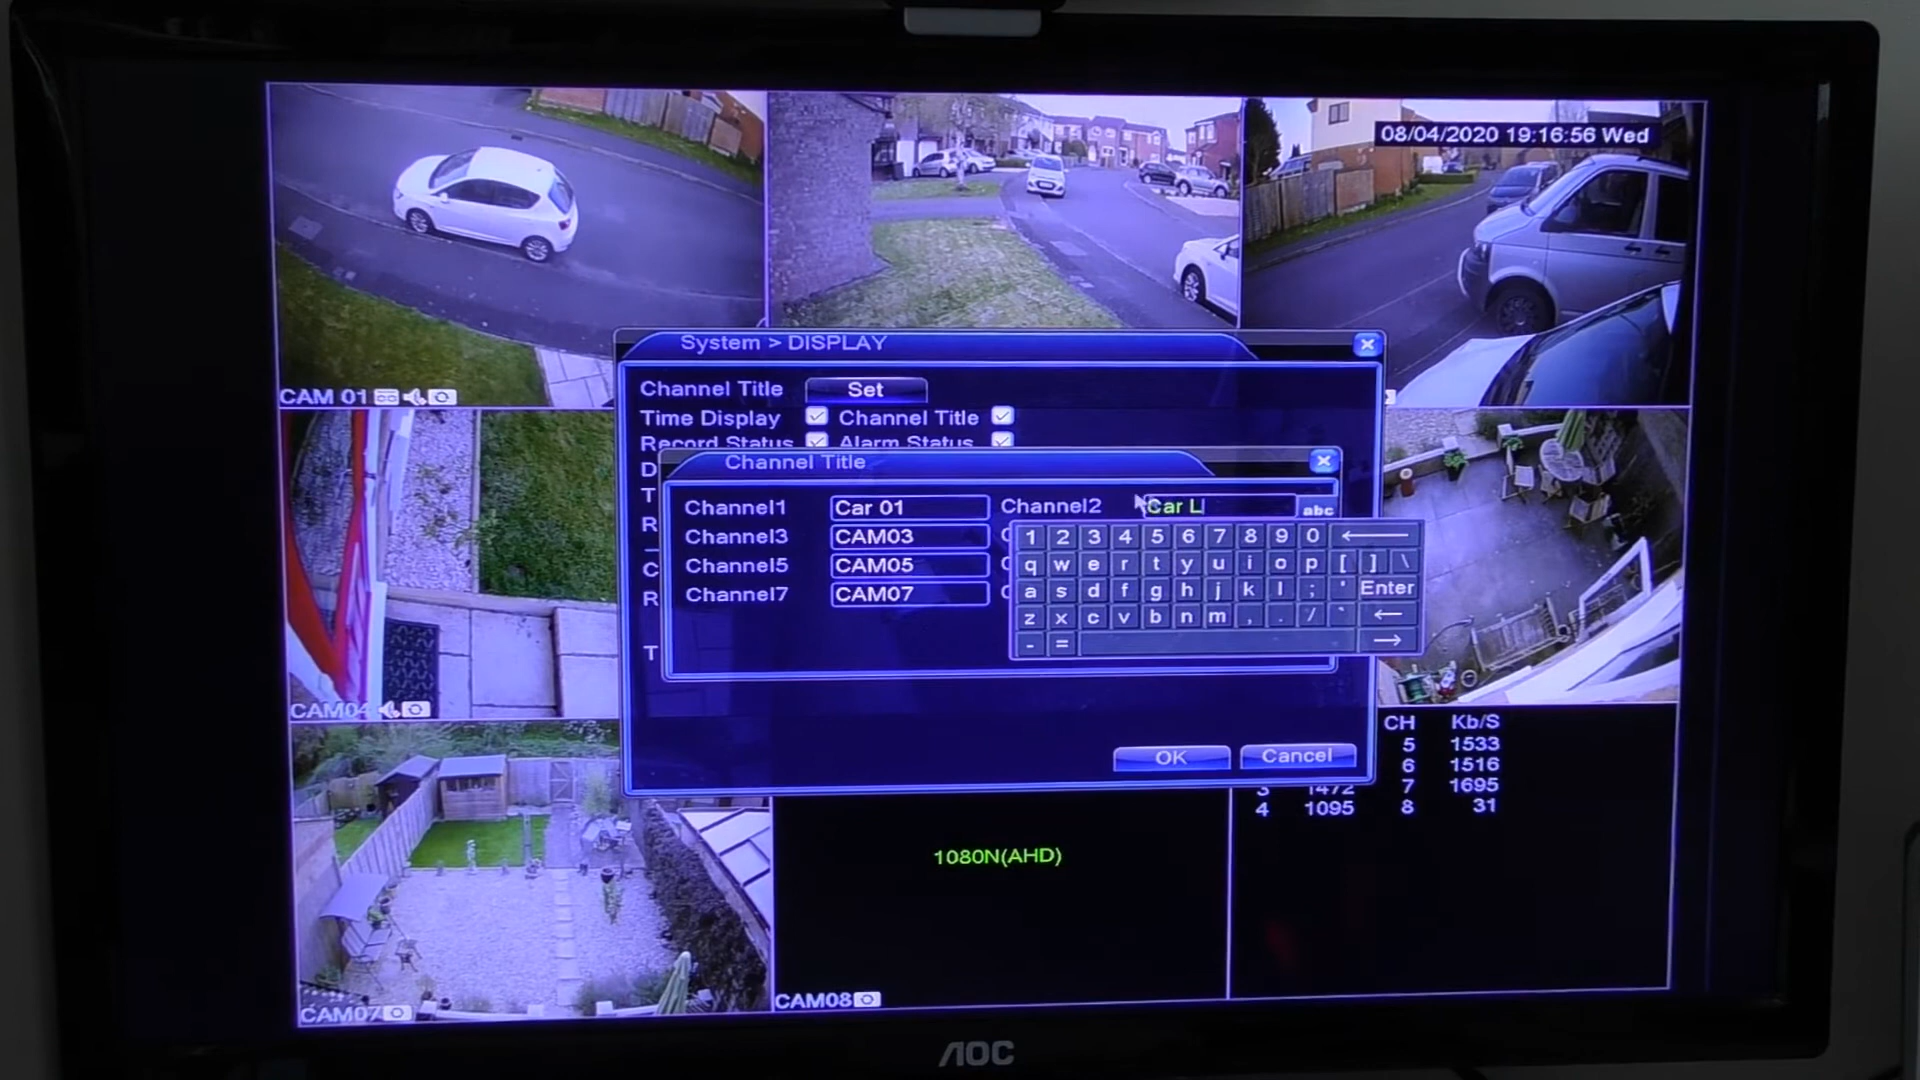 08/04/2020 19:16:56 Wed
CAM 01
System > DISPLAY
Channel Title Set
Time Display Channel Title
Record Status Alarm Status
Channel Title
Channel1 Car 01 Channel2 Car L abc
Channel3 CAM03
Channel5 CAM05
Channel7 CAM07
1 2 3 4 5 6 7 8 9 0 ←
q w e r t y u i o p [ ] \
a s d f g h j k l ; ' Enter
z x c v b n m , . / ` ←
- = →
OK Cancel
CAM04
CH Kb/S
5 1533
6 1516
3 1472 7 1695
4 1095 8 31
1080N(AHD)
CAM07
CAM08
AOC